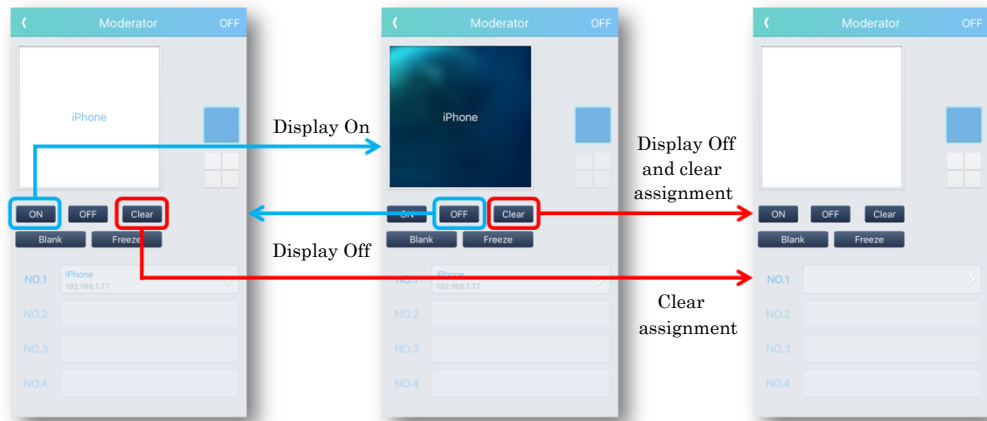 Moderator OFF
iPhone
ON OFF Clear
Blank Freeze
NO.1 iPhone
192.168.1.77
NO.2
NO.3
NO.4
Display On
Display Off
Moderator OFF
iPhone
ON OFF Clear
Blank Freeze
NO.1 iPhone
192.168.1.77
NO.2
NO.3
NO.4
Display Off
and clear
assignment
Clear
assignment
Moderator OFF
ON OFF Clear
Blank Freeze
NO.1
NO.2
NO.3
NO.4